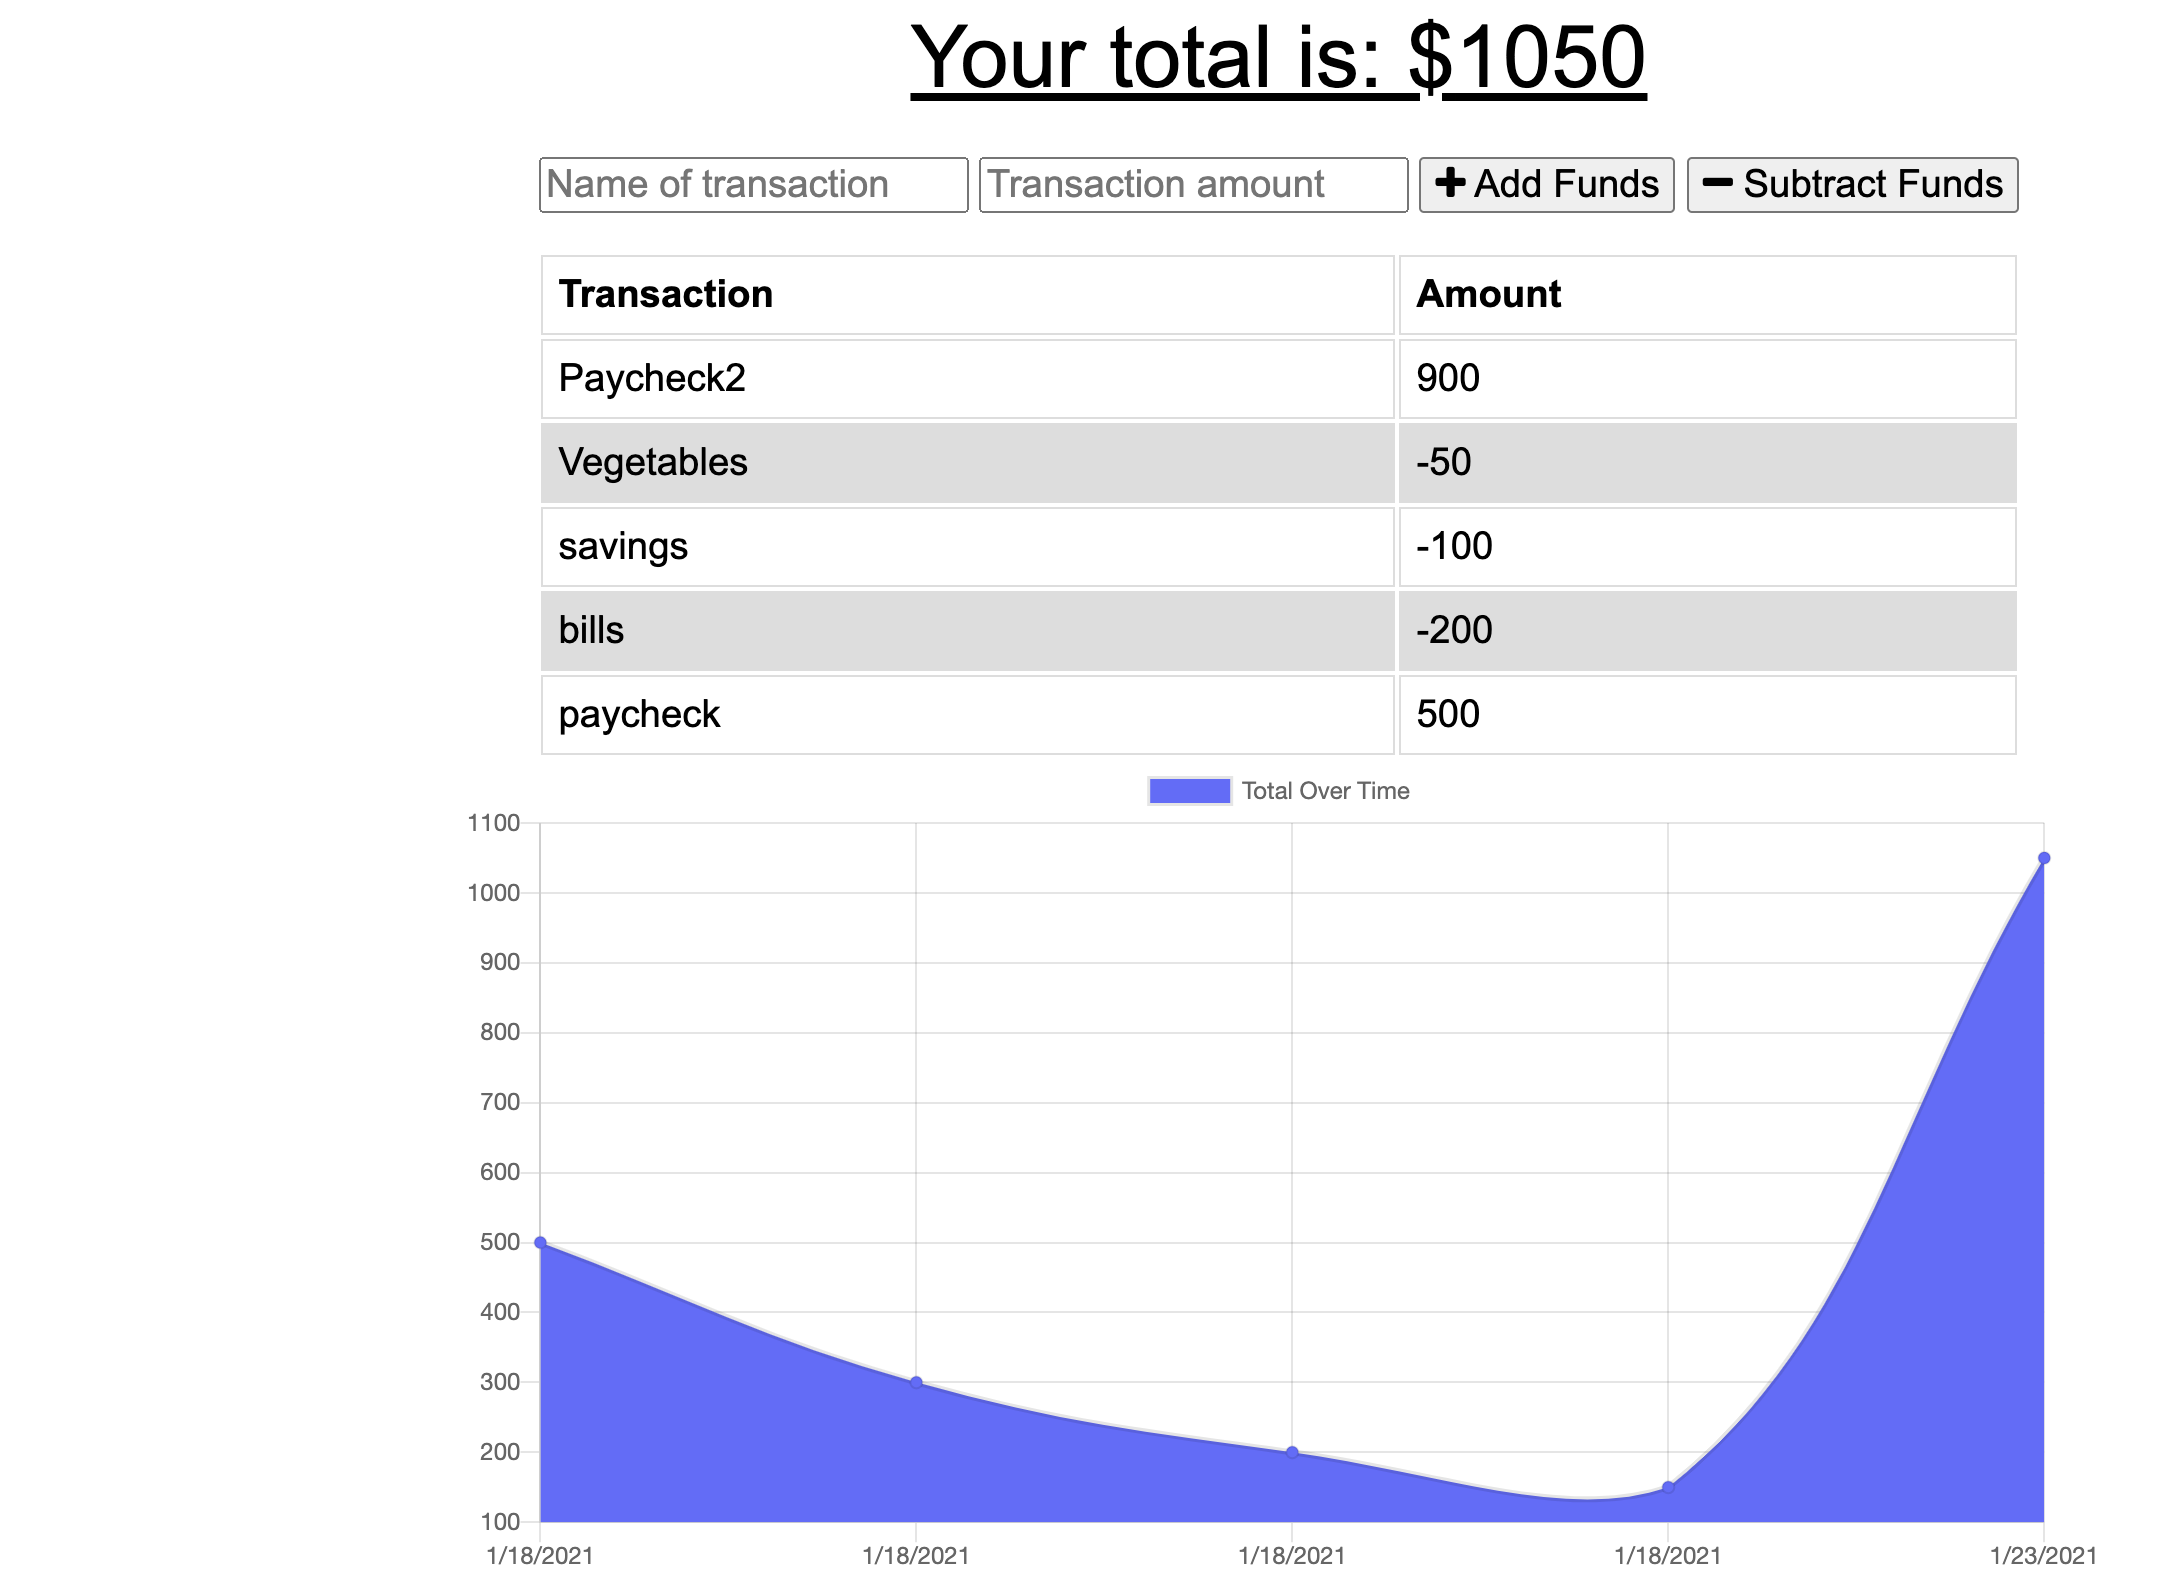 Your total is: $1050
Name of transaction Transaction amount Add Funds Subtract Funds
Transaction Amount
Paycheck2 900
Vegetables -50
savings -100
bills -200
paycheck 500
Total Over Time
1100
1000
900
800
700
600
500
400
300
200
100
1/18/2021 1/18/2021 1/18/2021 1/18/2021 1/23/2021